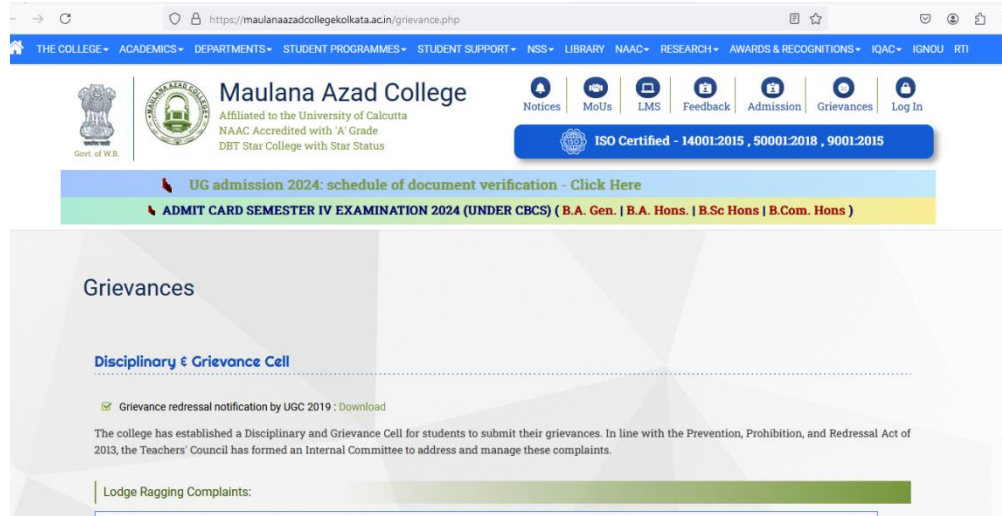 https://maulanaazadcollegekolkata.ac.in/grievance.php
THE COLLEGE ACADEMICS DEPARTMENTS STUDENT PROGRAMMES STUDENT SUPPORT NSS LIBRARY NAAC RESEARCH AWARDS & RECOGNITIONS IQAC IGNOU RTI
Maulana Azad College
Affiliated to the University of Calcutta
NAAC Accredited with 'A' Grade
DBT Star College with Star Status
Govt. of W.B.
Notices MoUs LMS Feedback Admission Grievances Log In
ISO Certified - 14001:2015 , 50001:2018 , 9001:2015
UG admission 2024: schedule of document verification - Click Here
ADMIT CARD SEMESTER IV EXAMINATION 2024 (UNDER CBCS) ( B.A. Gen. | B.A. Hons. | B.Sc Hons | B.Com. Hons )
Grievances
Disciplinary & Grievance Cell
Grievance redressal notification by UGC 2019 : Download
The college has established a Disciplinary and Grievance Cell for students to submit their grievances. In line with the Prevention, Prohibition, and Redressal Act of
2013, the Teachers' Council has formed an Internal Committee to address and manage these complaints.
Lodge Ragging Complaints: